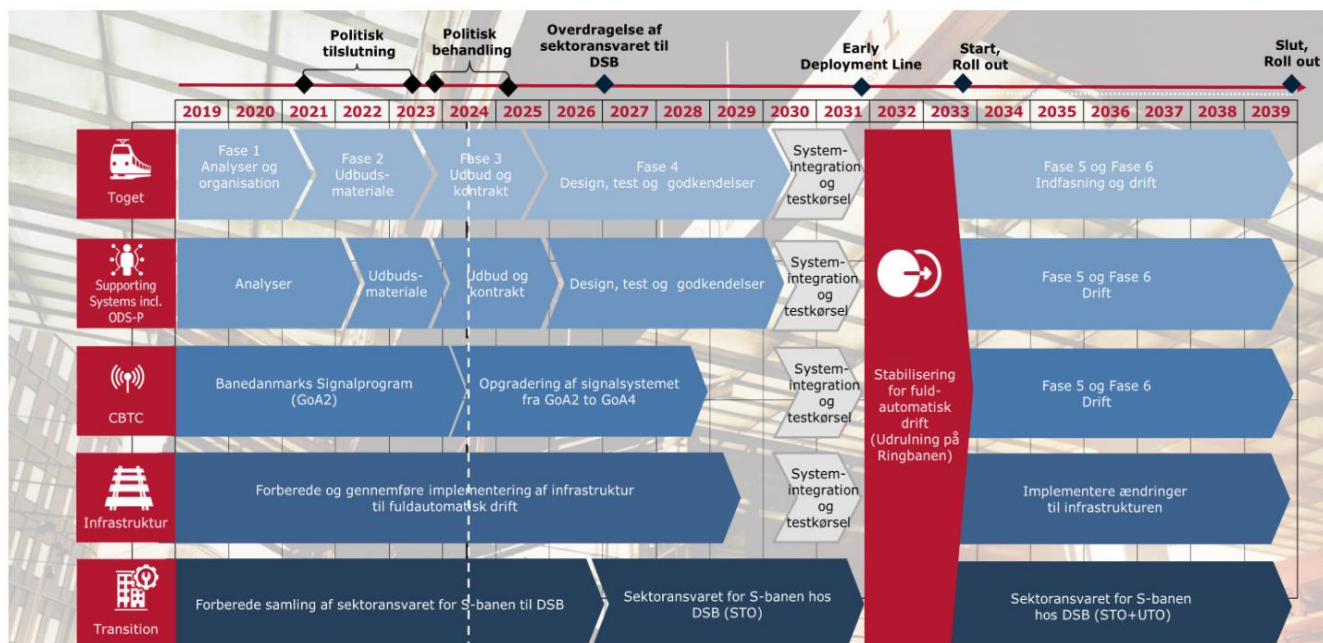 Politisk
tilslutning
Politisk
behandling
Overdragelse af
sektoransvaret til
DSB
Early
Deployment Line
Start,
Roll out
Slut,
Roll out
2019 2020 2021 2022 2023 2024 2025 2026 2027 2028 2029 2030 2031 2032 2033 2034 2035 2036 2037 2038 2039
Toget
Fase 1
Analyser og
organisation
Fase 2
Udbuds-
materiale
Fase 3
Udbud og
kontrakt
Fase 4
Design, test og godkendelser
System-
integration
og
testkørsel
Fase 5 og Fase 6
Indfasning og drift
Supporting
Systems incl.
ODS-P
Analyser
Udbuds-
materiale
Udbud og
kontrakt
Design, test og godkendelser
System-
integration
og
testkørsel
Fase 5 og Fase 6
Drift
CBTC
Banedanmarks Signalprogram
(GoA2)
Opgradering af signalsystemet
fra GoA2 to GoA4
System-
integration
og
testkørsel
Stabilisering
for fuld-
automatisk
drift
(Udrulning på
Ringbanen)
Fase 5 og Fase 6
Drift
Infrastruktur
Forberede og gennemføre implementering af infrastruktur
til fuldautomatisk drift
System-
integration
og
testkørsel
Implementere ændringer
til infrastrukturen
Transition
Forberede samling af sektoransvaret for S-banen til DSB
Sektoransvaret for S-banen hos
DSB (STO)
Sektoransvaret for S-banen
hos DSB (STO+UTO)